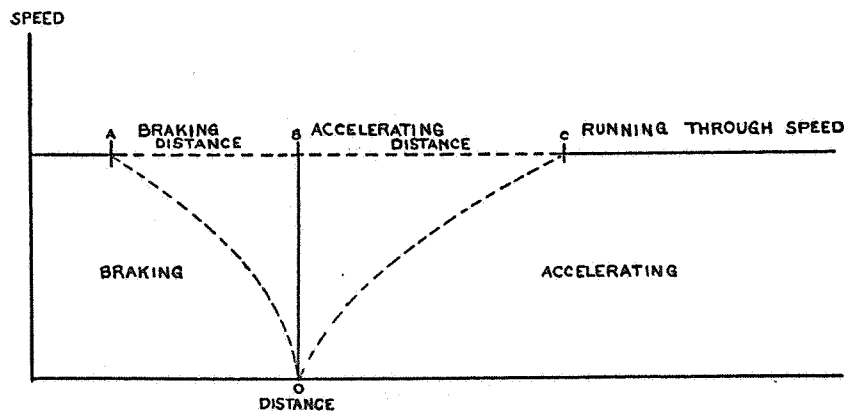 SPEED
A BRAKING DISTANCE
B ACCELERATING DISTANCE
C RUNNING THROUGH SPEED
BRAKING
ACCELERATING
O
DISTANCE